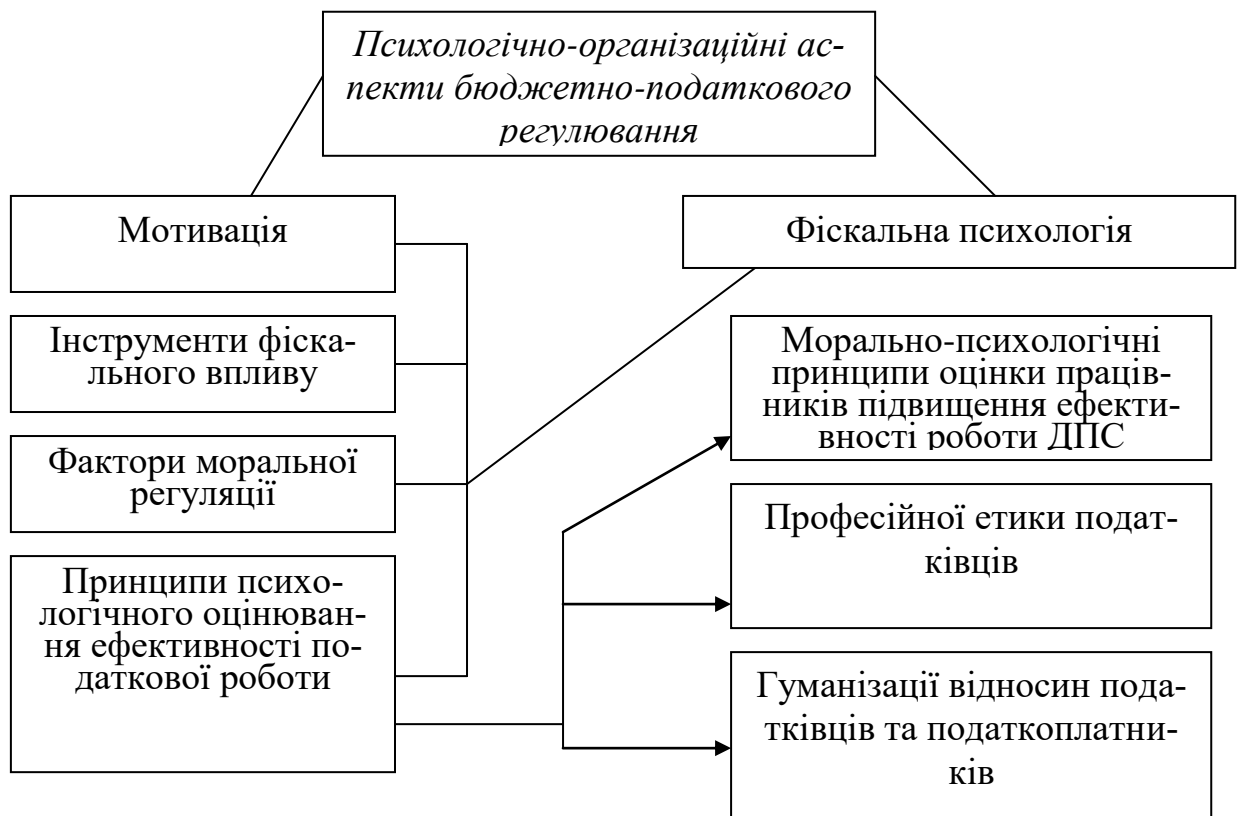 Психологічно-організаційні ас-
пекти бюджетно-податкового
регулювання
Мотивація
Фіскальна психологія
Інструменти фіска-
льного впливу
Фактори моральної
регуляції
Принципи психо-
логічного оцінюван-
ня ефективності по-
даткової роботи
Морально-психологічні
принципи оцінки праців-
ників підвищення ефекти-
вності роботи ДПС
Професійної етики подат-
ківців
Гуманізації відносин пода-
тківців та податкоплатни-
ків